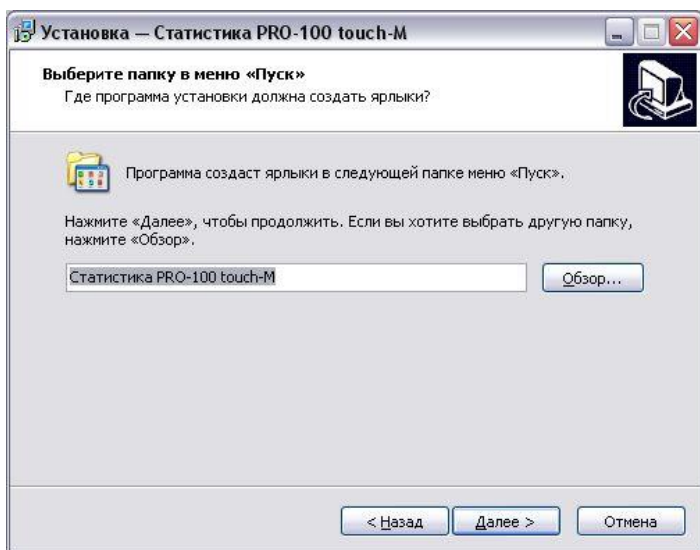 Установка — Статистика PRO-100 touch-M
Выберите папку в меню «Пуск»
Где программа установки должна создать ярлыки?
Программа создаст ярлыки в следующей папке меню «Пуск».
Нажмите «Далее», чтобы продолжить. Если вы хотите выбрать другую папку,
нажмите «Обзор».
Статистика PRO-100 touch-M
Обзор...
< Назад
Далее >
Отмена